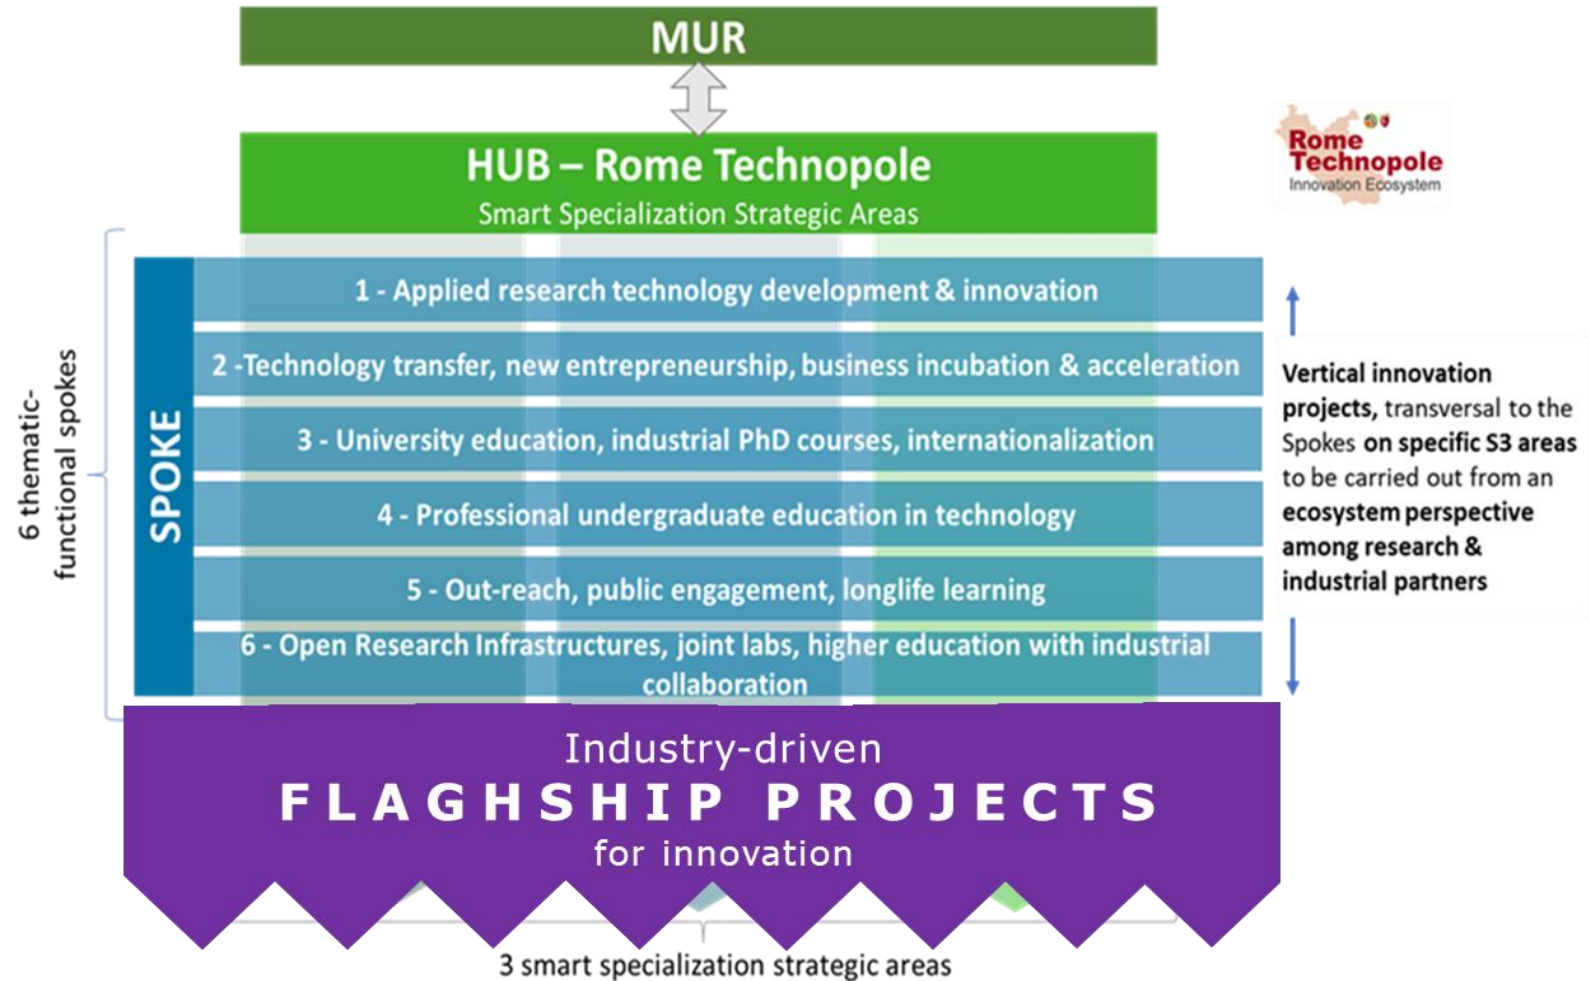 MUR
HUB – Rome Technopole
Smart Specialization Strategic Areas
Rome
Technopole
Innovation Ecosystem
6 thematic-
functional spokes
SPOKE
1 - Applied research technology development & innovation
2 -Technology transfer, new entrepreneurship, business incubation & acceleration
3 - University education, industrial PhD courses, internationalization
4 - Professional undergraduate education in technology
5 - Out-reach, public engagement, longlife learning
6 - Open Research Infrastructures, joint labs, higher education with industrial
collaboration
Vertical innovation
projects, transversal to the
Spokes on specific S3 areas
to be carried out from an
ecosystem perspective
among research &
industrial partners
Industry-driven
FLAGHSHIP PROJECTS
for innovation
3 smart specialization strategic areas